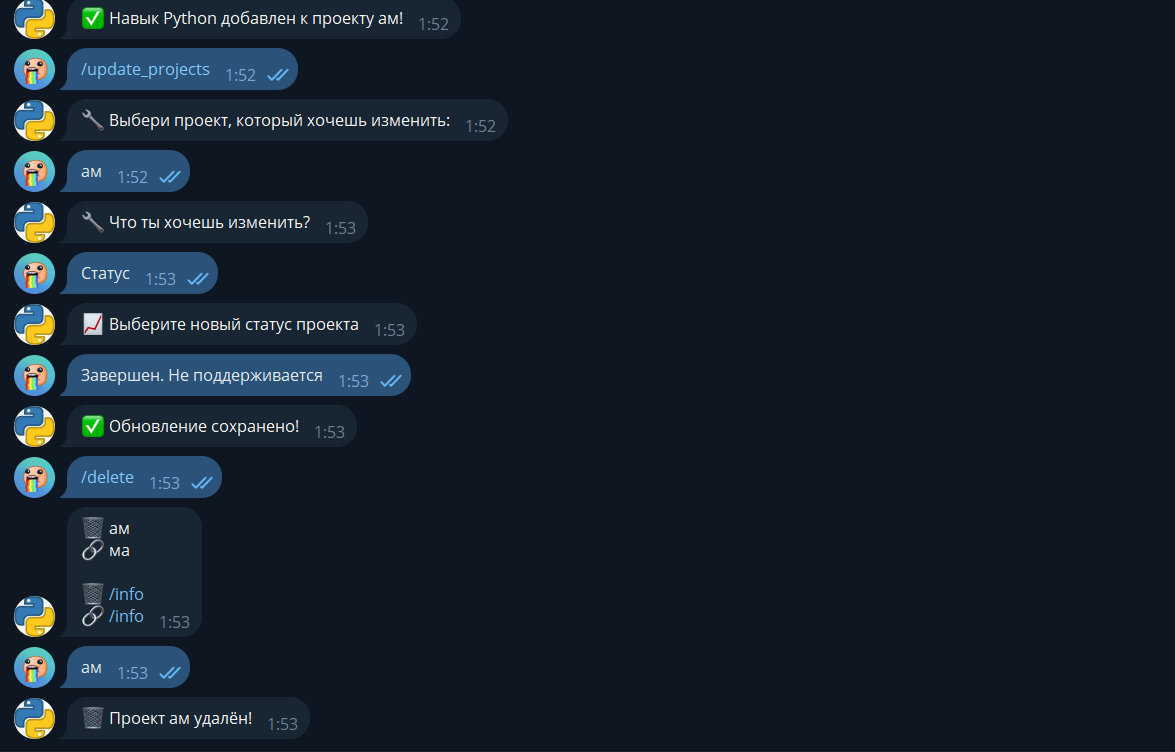 ✅ Навык Python добавлен к проекту ам! 1:52
/update_projects 1:52
🔧 Выбери проект, который хочешь изменить: 1:52
ам 1:52
🔧 Что ты хочешь изменить? 1:53
Статус 1:53
📈 Выберите новый статус проекта 1:53
Завершен. Не поддерживается 1:53
✅ Обновление сохранено! 1:53
/delete 1:53
🗑 ам
🔗 ма
🗑 /info
🔗 /info 1:53
ам 1:53
🗑 Проект ам удалён! 1:53